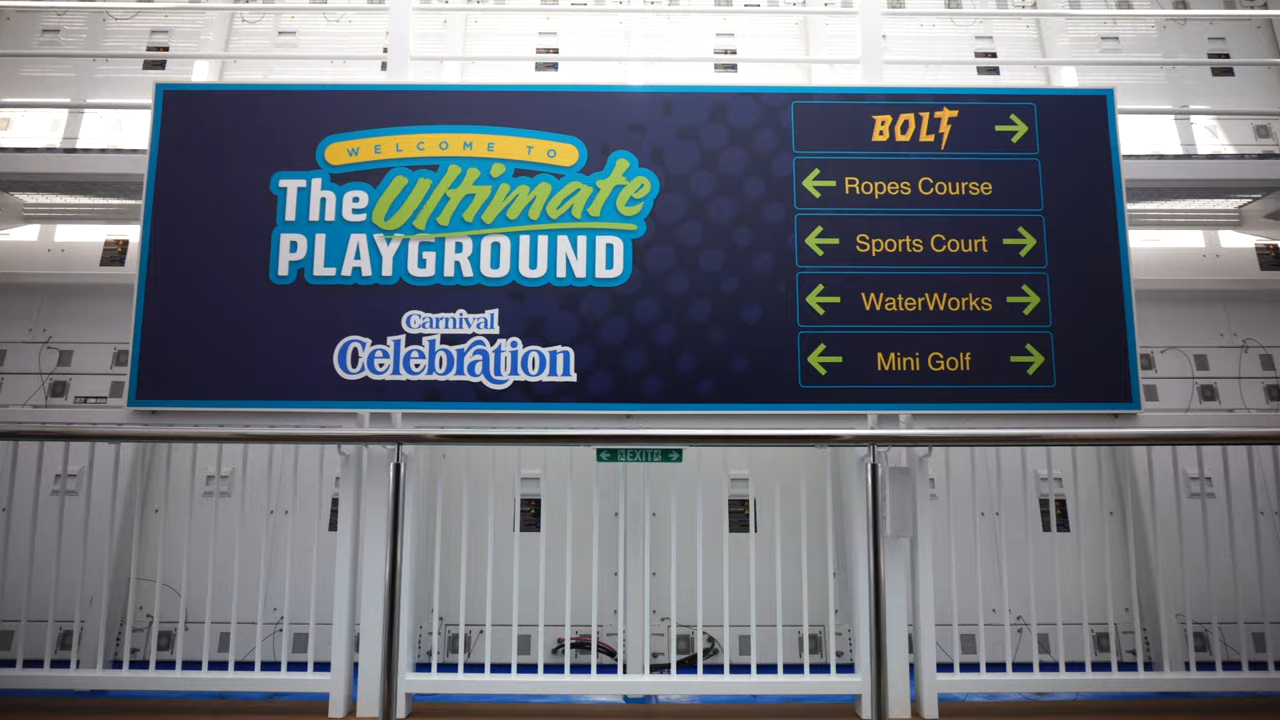 WELCOME TO
The Ultimate
PLAYGROUND
Carnival
Celebration
BOLT
Ropes Course
Sports Court
WaterWorks
Mini Golf
EXIT